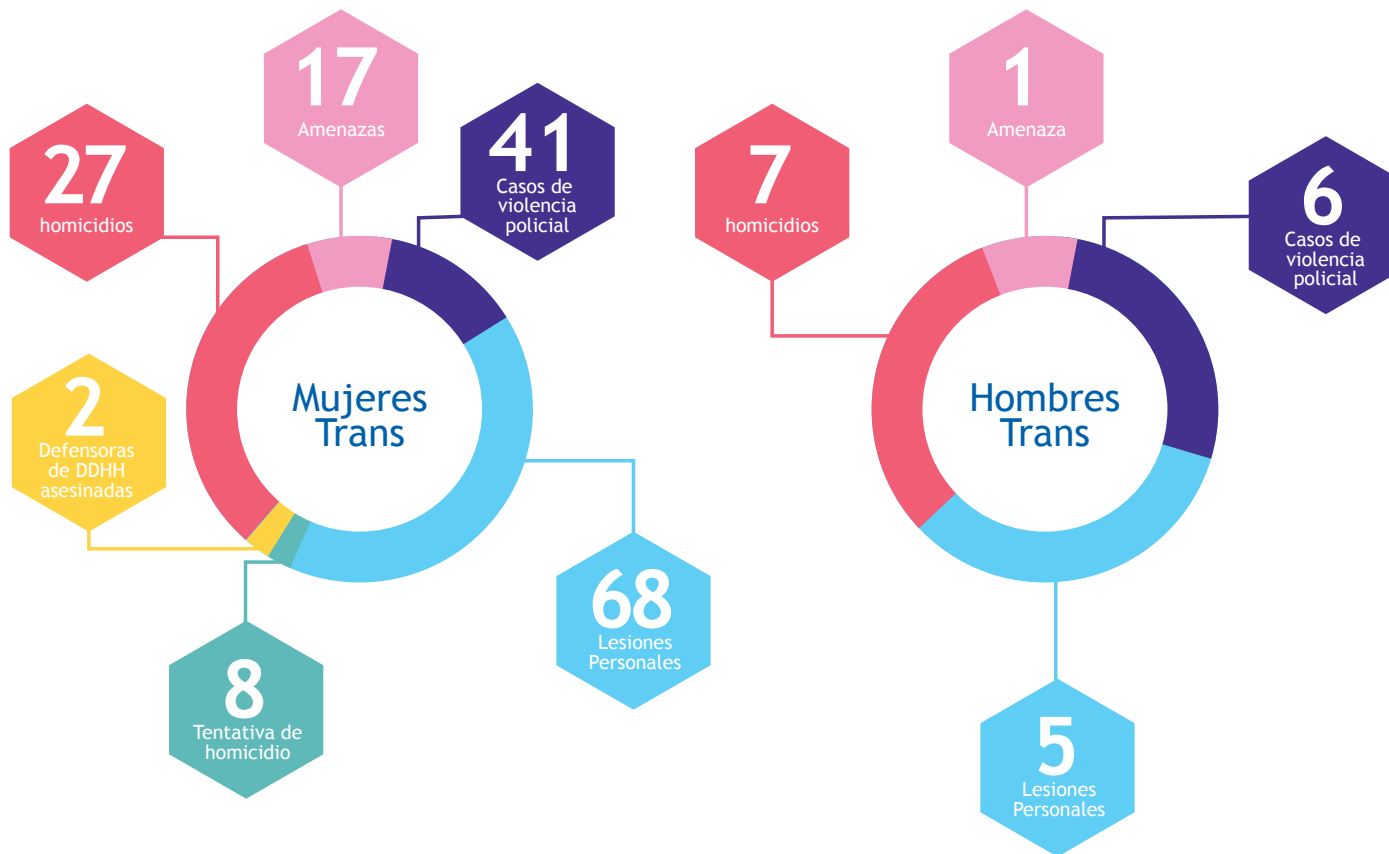 17
Amenazas
27
homicidios
41
Casos de
violencia
policial
Mujeres
Trans
2
Defensoras
de DDHH
asesinadas
8
Tentativa de
homicidio
68
Lesiones
Personales
1
Amenaza
7
homicidios
6
Casos de
violencia
policial
Hombres
Trans
5
Lesiones
Personales